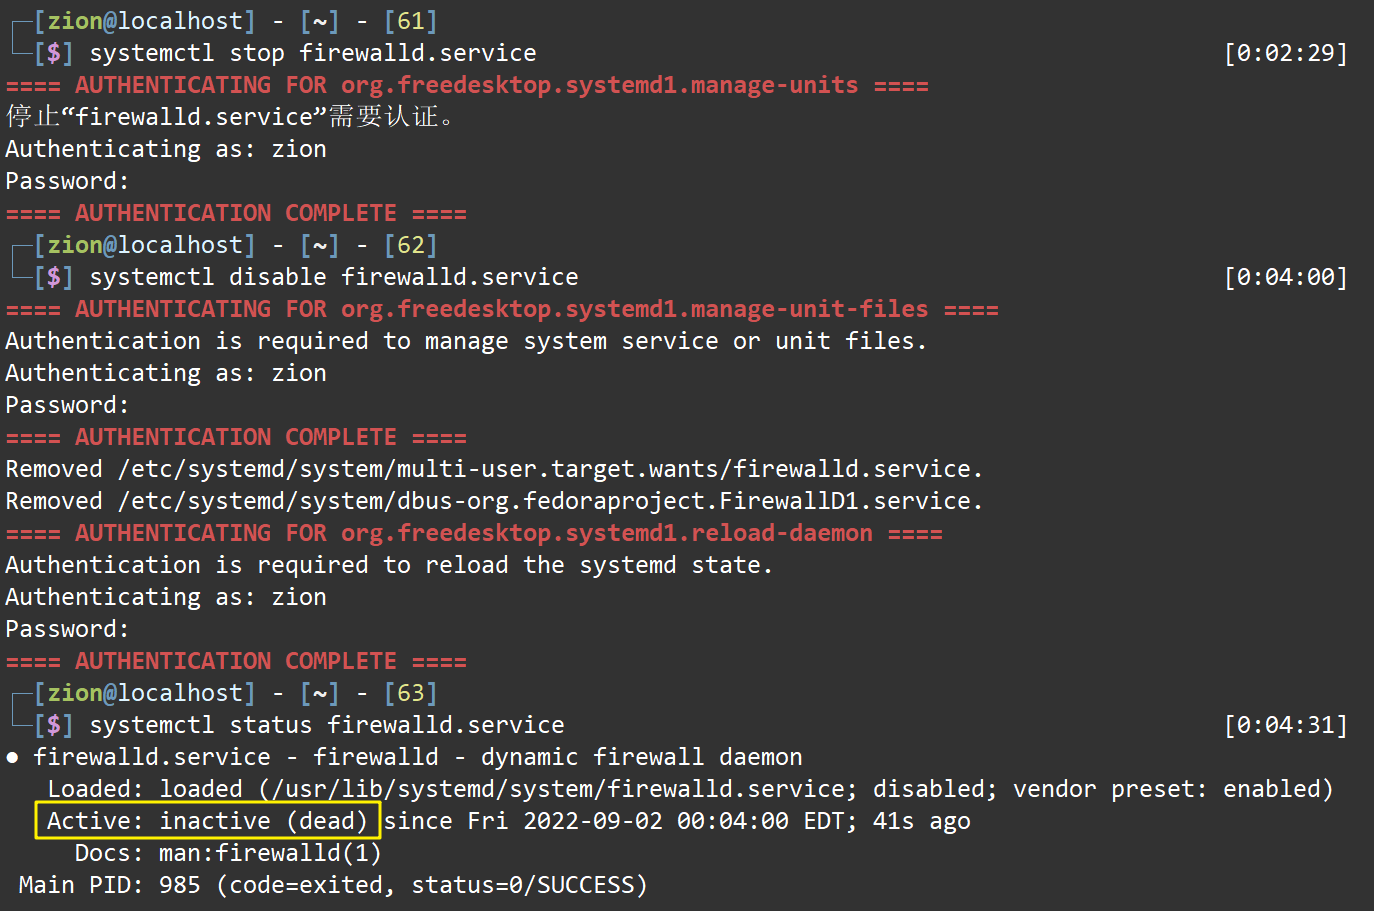 [zion@localhost] - [~] - [61]
[$] systemctl stop firewalld.service [0:02:29]
==== AUTHENTICATING FOR org.freedesktop.systemd1.manage-units ====
停止“firewalld.service”需要认证。
Authenticating as: zion
Password:
==== AUTHENTICATION COMPLETE ====
[zion@localhost] - [~] - [62]
[$] systemctl disable firewalld.service [0:04:00]
==== AUTHENTICATING FOR org.freedesktop.systemd1.manage-unit-files ====
Authentication is required to manage system service or unit files.
Authenticating as: zion
Password:
==== AUTHENTICATION COMPLETE ====
Removed /etc/systemd/system/multi-user.target.wants/firewalld.service.
Removed /etc/systemd/system/dbus-org.fedoraproject.FirewallD1.service.
==== AUTHENTICATING FOR org.freedesktop.systemd1.reload-daemon ====
Authentication is required to reload the systemd state.
Authenticating as: zion
Password:
==== AUTHENTICATION COMPLETE ====
[zion@localhost] - [~] - [63]
[$] systemctl status firewalld.service [0:04:31]
● firewalld.service - firewalld - dynamic firewall daemon
Loaded: loaded (/usr/lib/systemd/system/firewalld.service; disabled; vendor preset: enabled)
Active: inactive (dead) since Fri 2022-09-02 00:04:00 EDT; 41s ago
Docs: man:firewalld(1)
Main PID: 985 (code=exited, status=0/SUCCESS)